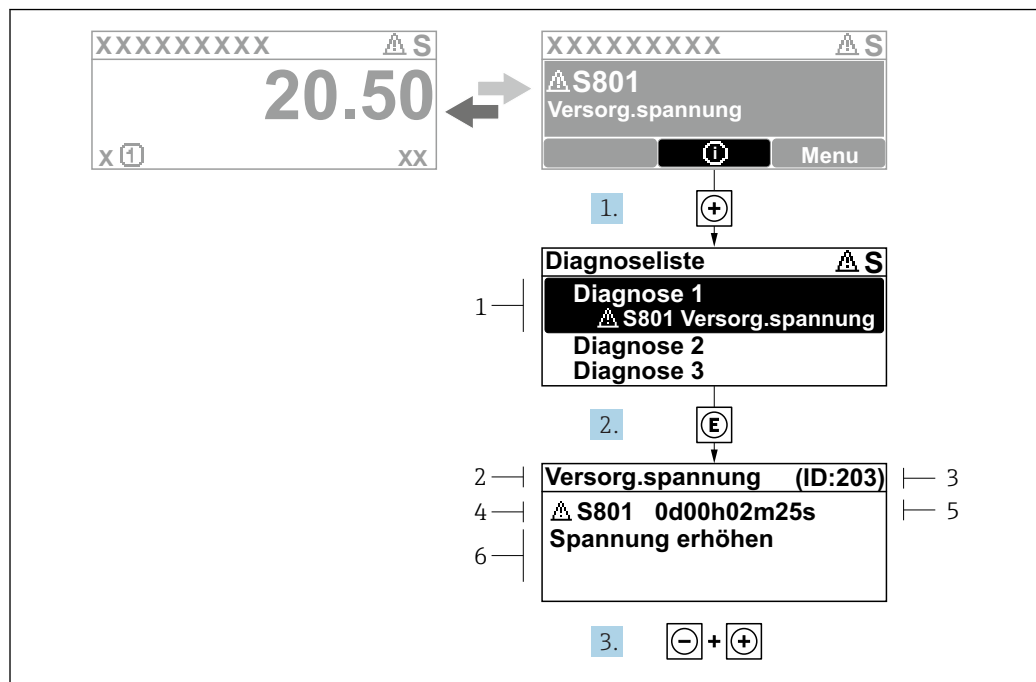 XXXXXXXXX ⚠ S
20.50
X ① XX
XXXXXXXXX ⚠ S
⚠ S801
Versorg.spannung
ⓘ Menu
1. +
Diagnoseliste ⚠ S
1 Diagnose 1
⚠ S801 Versorg.spannung
Diagnose 2
Diagnose 3
2. E
2 Versorg.spannung (ID:203) 3
4 ⚠ S801 0d00h02m25s 5
6 Spannung erhöhen
3. − + +